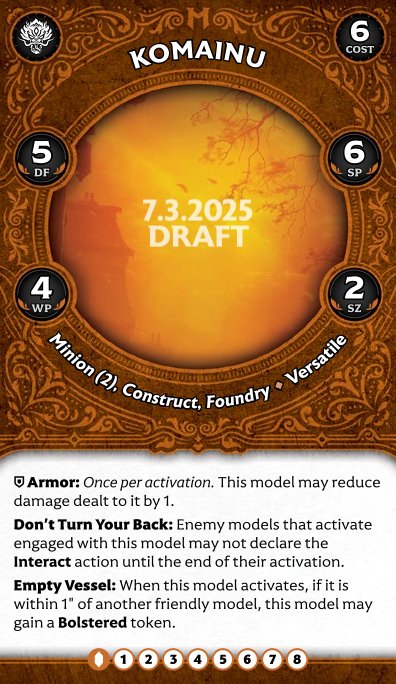 6
COST
KOMAINU
5
DF
6
SP
7.3.2025
DRAFT
4
WP
2
SZ
Minion (2), Construct, Foundry • Versatile
Armor: Once per activation. This model may reduce
damage dealt to it by 1.
Don't Turn Your Back: Enemy models that activate
engaged with this model may not declare the
Interact action until the end of their activation.
Empty Vessel: When this model activates, if it is
within 1" of another friendly model, this model may
gain a Bolstered token.
1 2 3 4 5 6 7 8